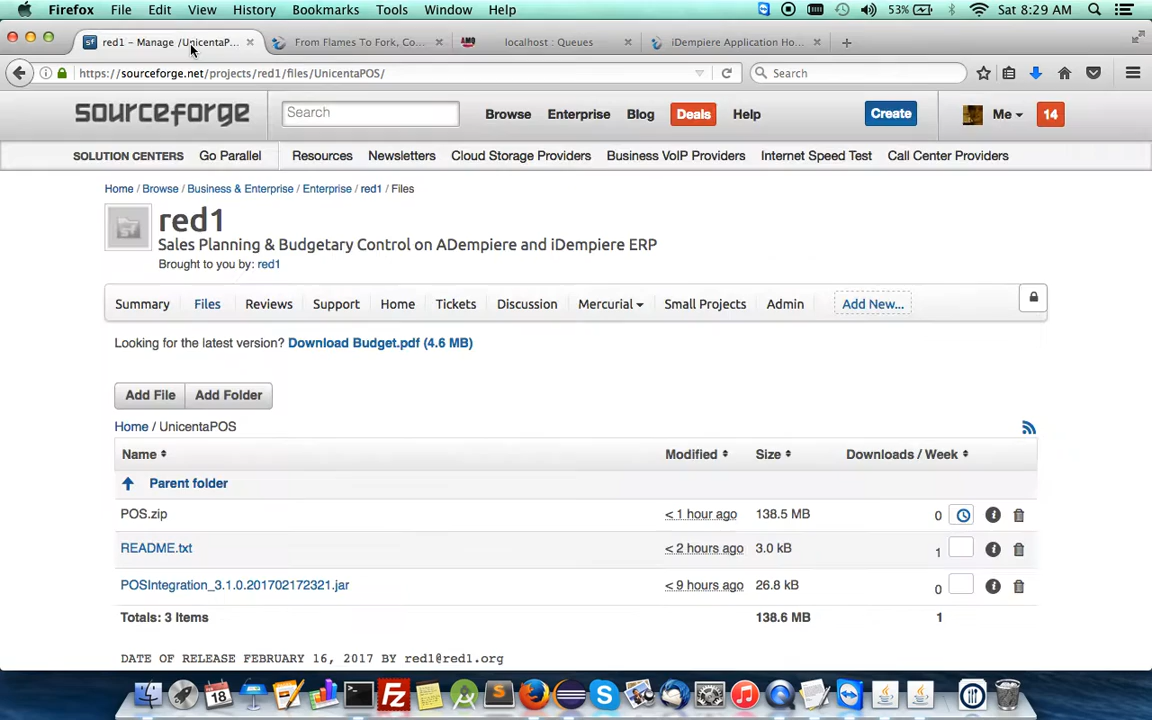 Firefox File Edit View History Bookmarks Tools Window Help 53% Sat 8:29 AM
red1 – Manage /UnicentaP... From Flames To Fork, Co... localhost : Queues iDempiere Application Ho...
https://sourceforge.net/projects/red1/files/UnicentaPOS/ Search
sourceforge Search Browse Enterprise Blog Deals Help Create Me 14
SOLUTION CENTERS Go Parallel Resources Newsletters Cloud Storage Providers Business VoIP Providers Internet Speed Test Call Center Providers
Home / Browse / Business & Enterprise / Enterprise / red1 / Files
red1
Sales Planning & Budgetary Control on ADempiere and iDempiere ERP
Brought to you by: red1
Summary Files Reviews Support Home Tickets Discussion Mercurial Small Projects Admin Add New...
Looking for the latest version? Download Budget.pdf (4.6 MB)
Add File Add Folder
Home / UnicentaPOS
Name Modified Size Downloads / Week
Parent folder
POS.zip < 1 hour ago 138.5 MB 0
README.txt < 2 hours ago 3.0 kB 1
POSIntegration_3.1.0.201702172321.jar < 9 hours ago 26.8 kB 0
Totals: 3 Items 138.6 MB 1
DATE OF RELEASE FEBRUARY 16, 2017 BY red1@red1.org